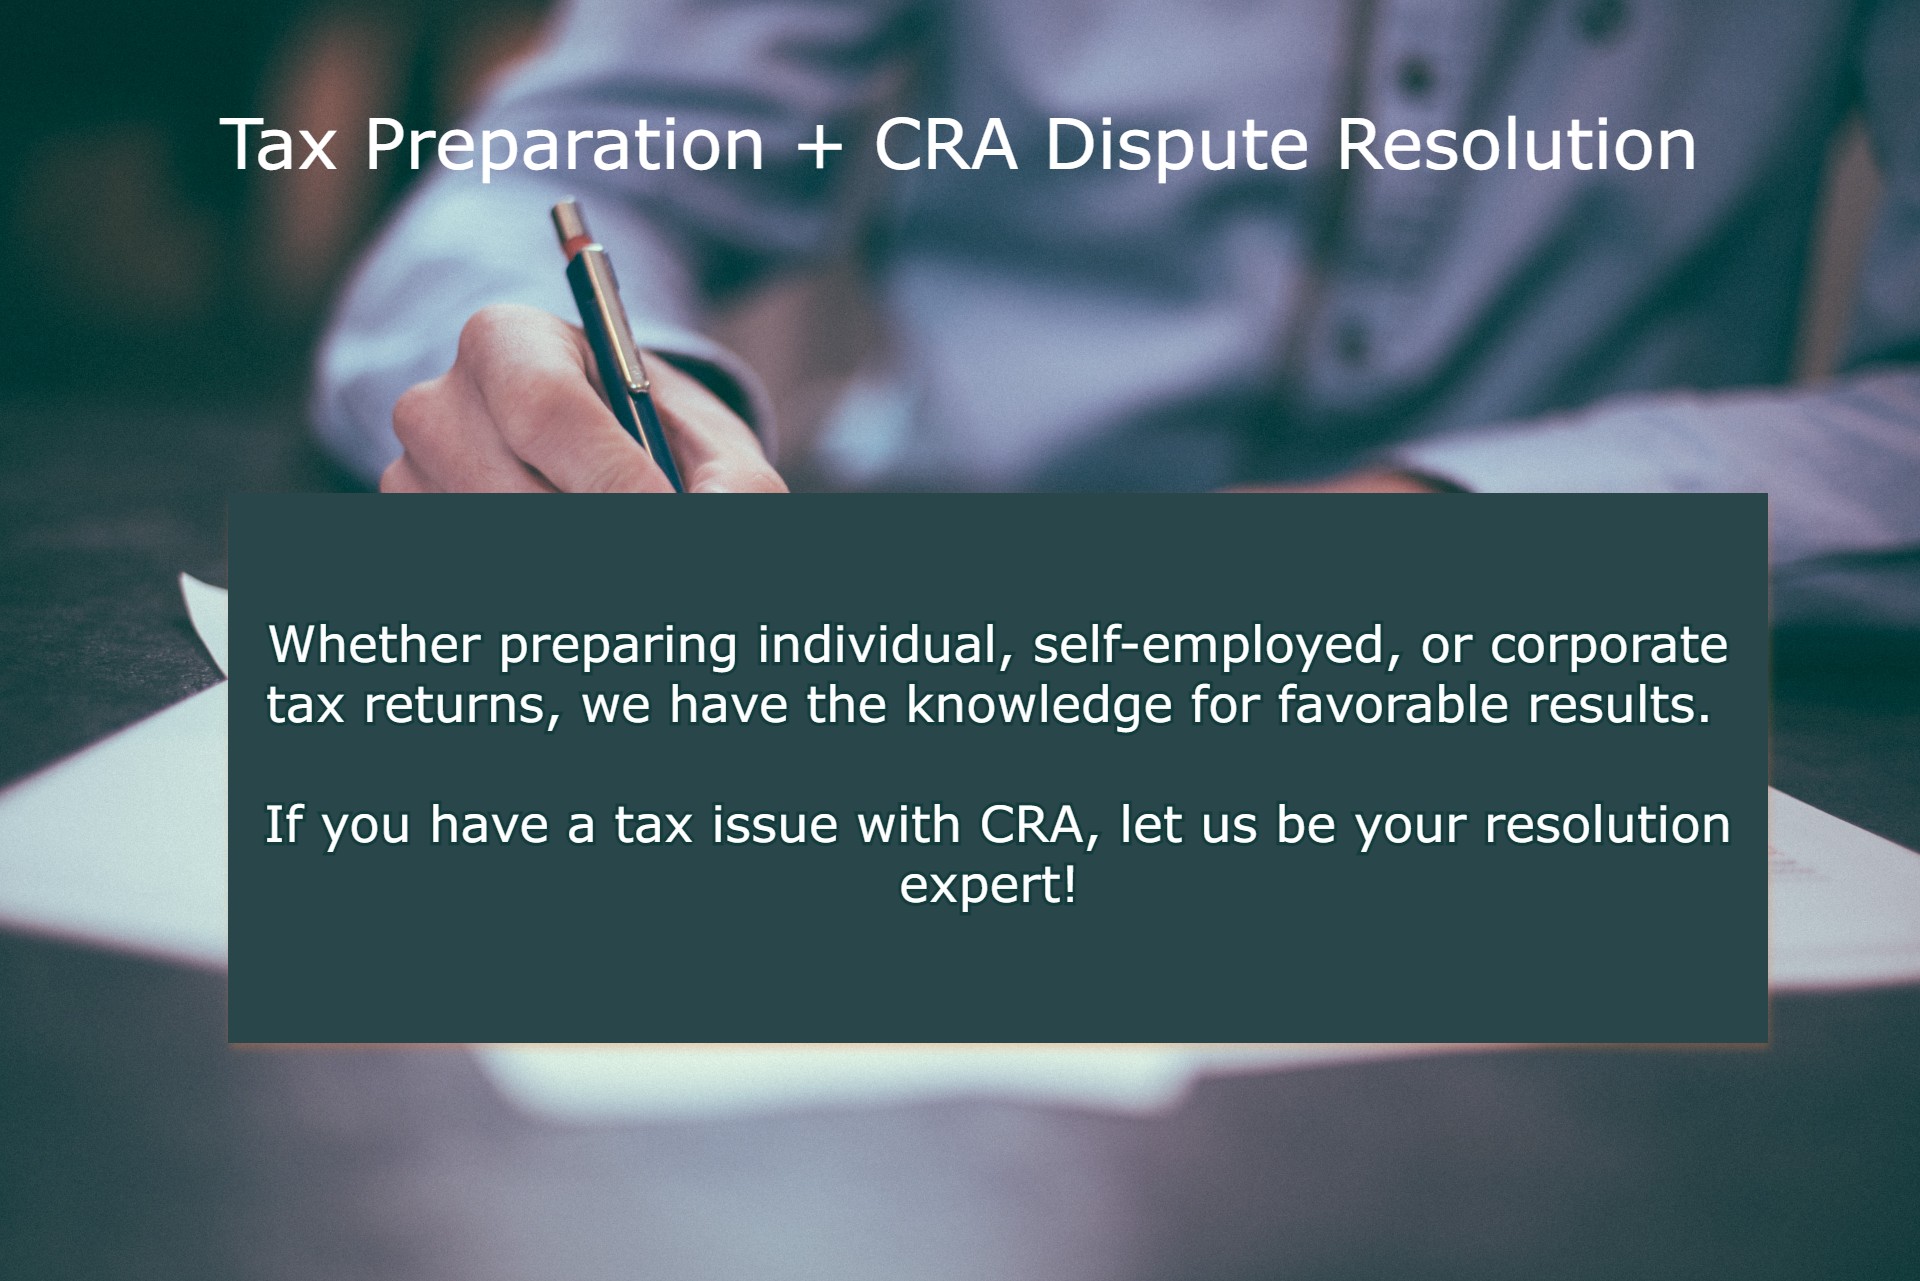 Tax Preparation + CRA Dispute Resolution
Whether preparing individual, self-employed, or corporate
tax returns, we have the knowledge for favorable results.
If you have a tax issue with CRA, let us be your resolution
expert!